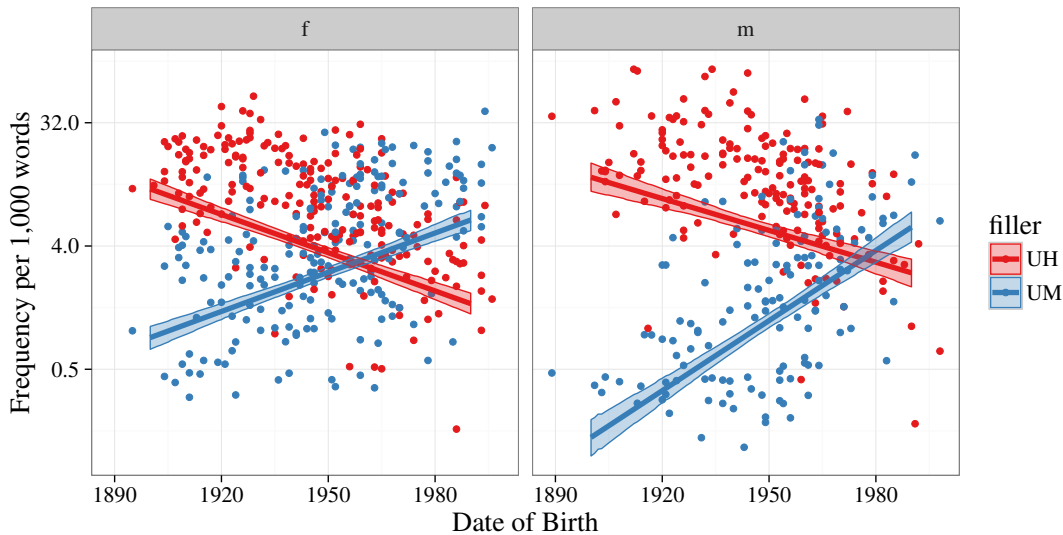 f
m
Frequency per 1,000 words
32.0
4.0
0.5
1890
1920
1950
1980
1890
1920
1950
1980
Date of Birth
filler
UH
UM